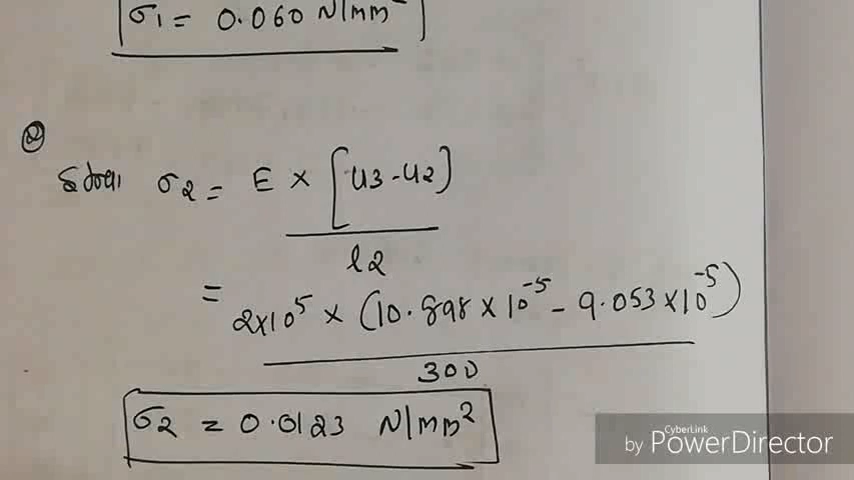 σ1 = 0.060 N/mm²
②
σ2 = E × [u3 - u2]
l2
= 2×10^5 × (10.898 × 10^-5 - 9.053 × 10^-5)
300
σ2 = 0.0123 N/mm²
CyberLink
by PowerDirector